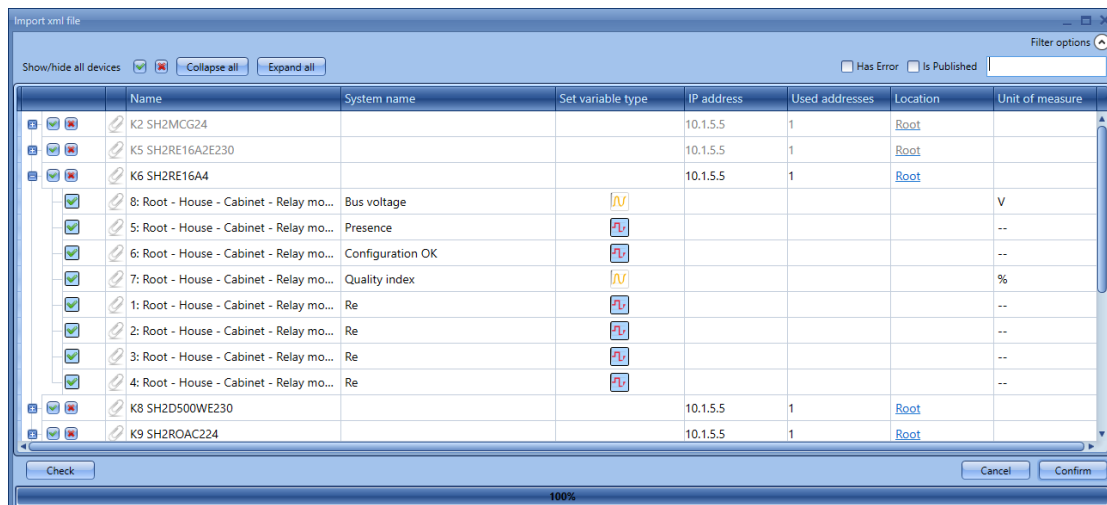 Import xml file
Filter options
Show/hide all devices Collapse all Expand all Has Error Is Published
Name System name Set variable type IP address Used addresses Location Unit of measure
K2 SH2MCG24 10.1.5.5 1 Root
K5 SH2RE16A2E230 10.1.5.5 1 Root
K6 SH2RE16A4 10.1.5.5 1 Root
8: Root - House - Cabinet - Relay mo... Bus voltage V
5: Root - House - Cabinet - Relay mo... Presence --
6: Root - House - Cabinet - Relay mo... Configuration OK --
7: Root - House - Cabinet - Relay mo... Quality index %
1: Root - House - Cabinet - Relay mo... Re --
2: Root - House - Cabinet - Relay mo... Re --
3: Root - House - Cabinet - Relay mo... Re --
4: Root - House - Cabinet - Relay mo... Re --
K8 SH2D500WE230 10.1.5.5 1 Root
K9 SH2ROAC224 10.1.5.5 1 Root
Check Cancel Confirm
100%